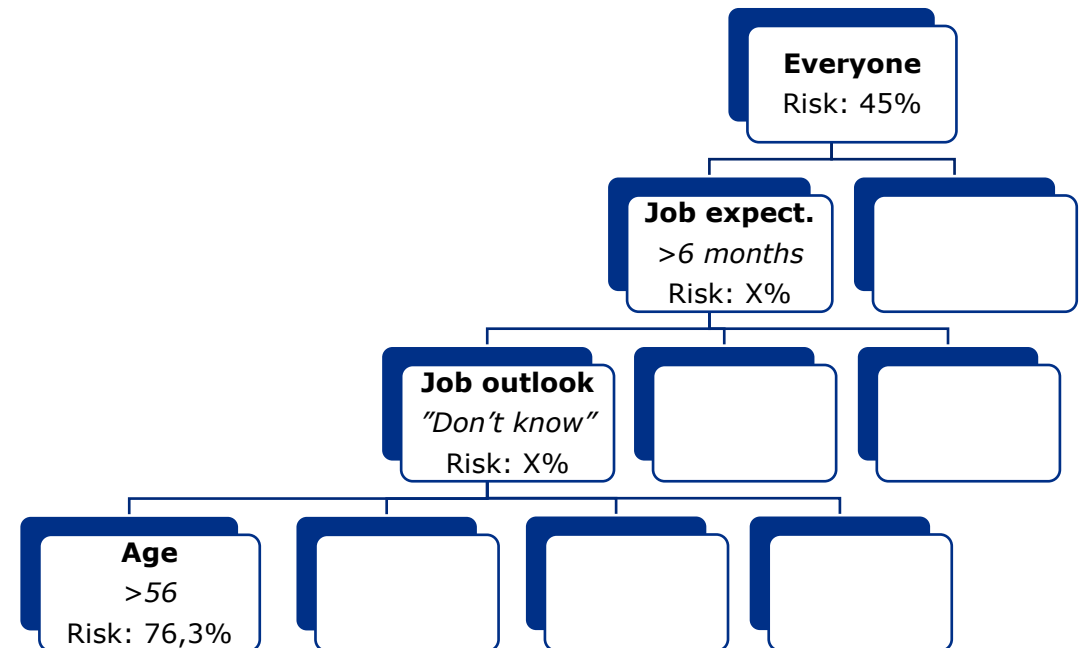 Everyone
Risk: 45%
Job expect.
>6 months
Risk: X%
Job outlook
”Don’t know”
Risk: X%
Age
>56
Risk: 76,3%